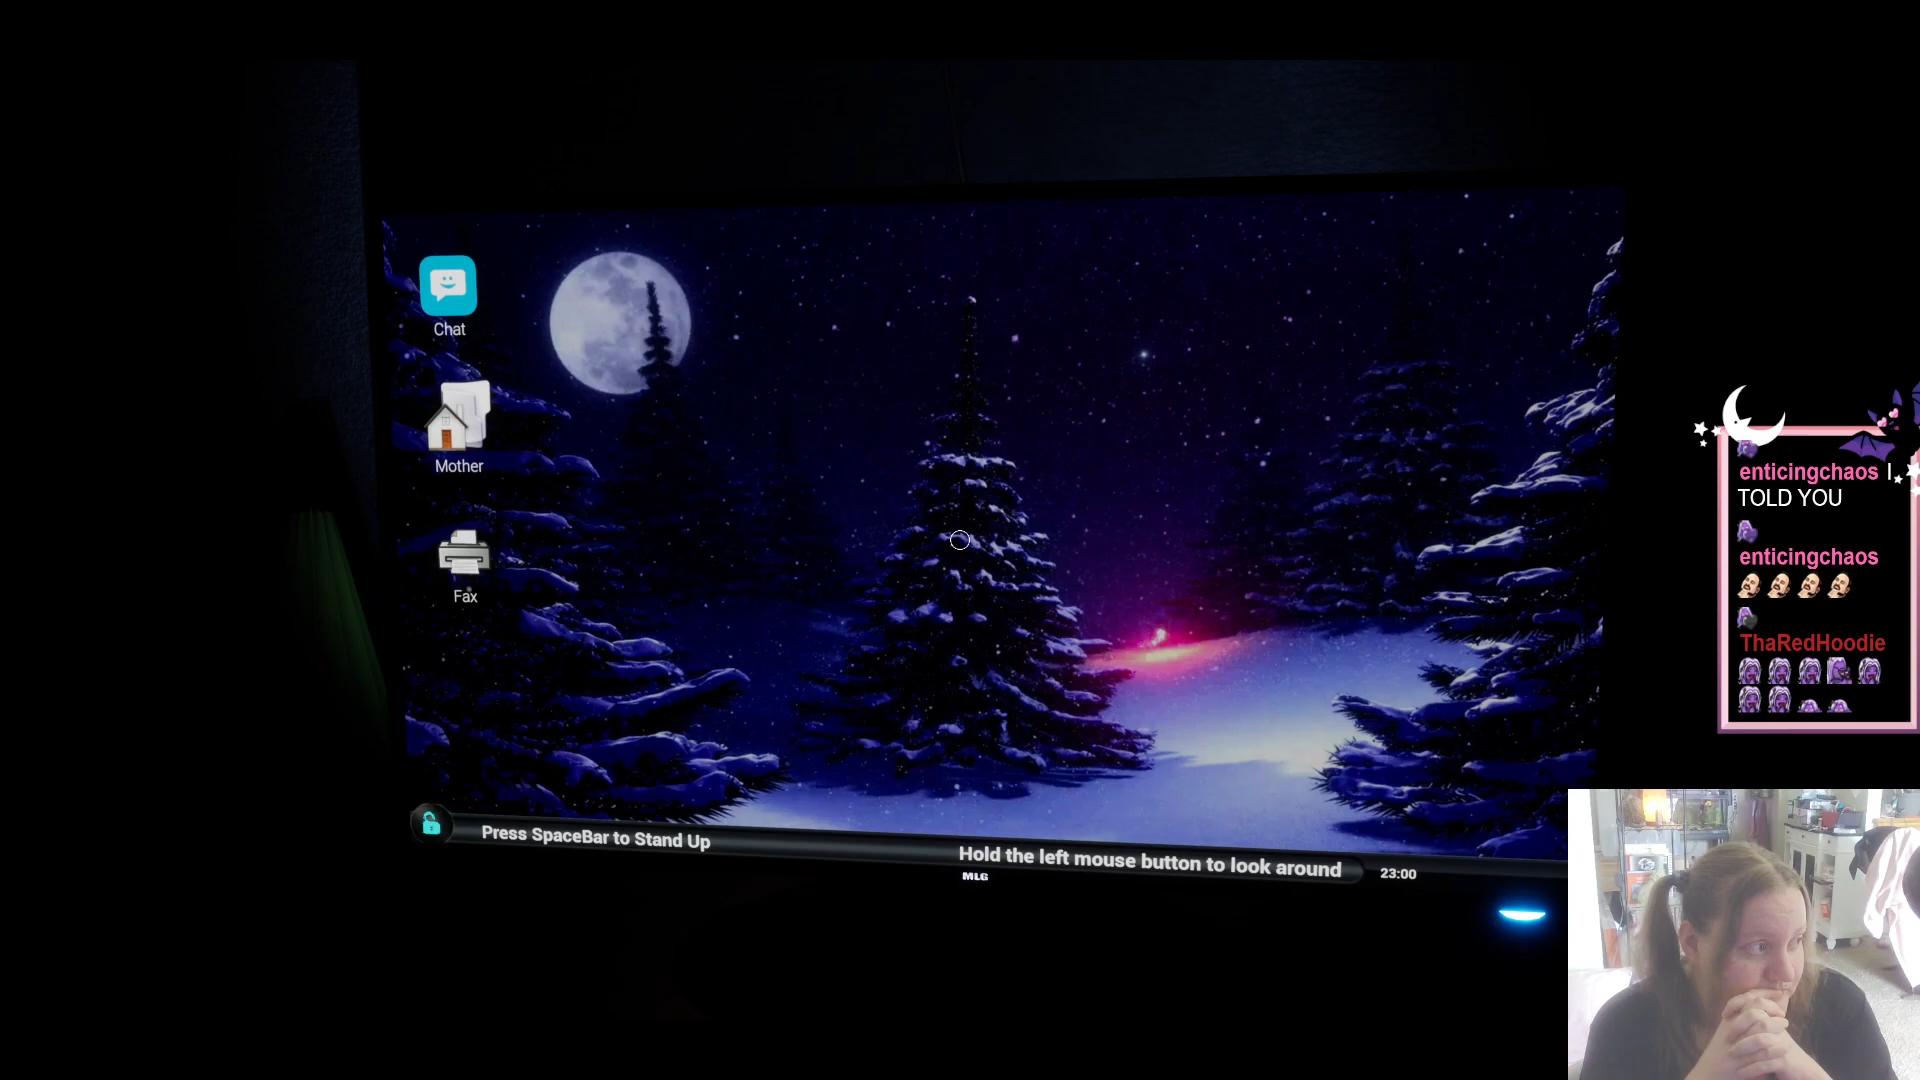 Chat
Mother
Fax
Press SpaceBar to Stand Up
Hold the left mouse button to look around
23:00
MLG
enticingchaos I
TOLD YOU
enticingchaos
ThaRedHoodie